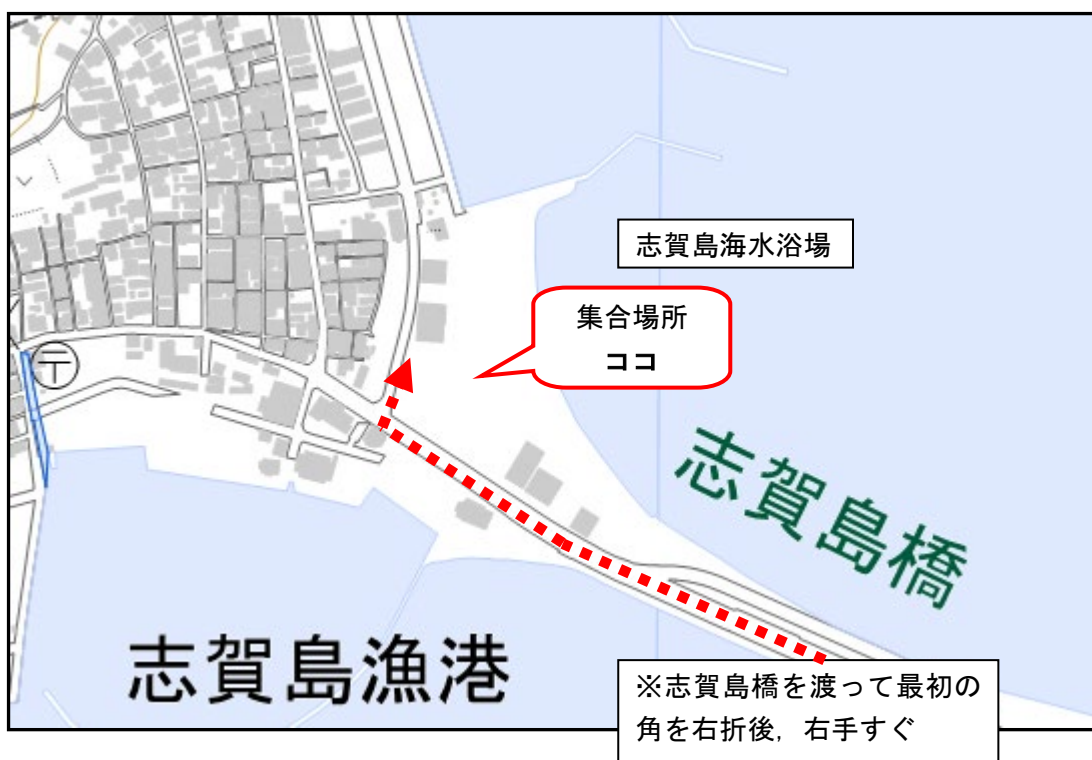 志賀島海水浴場
集合場所
ココ
志賀島橋
志賀島漁港
※志賀島橋を渡って最初の
角を右折後，右手すぐ